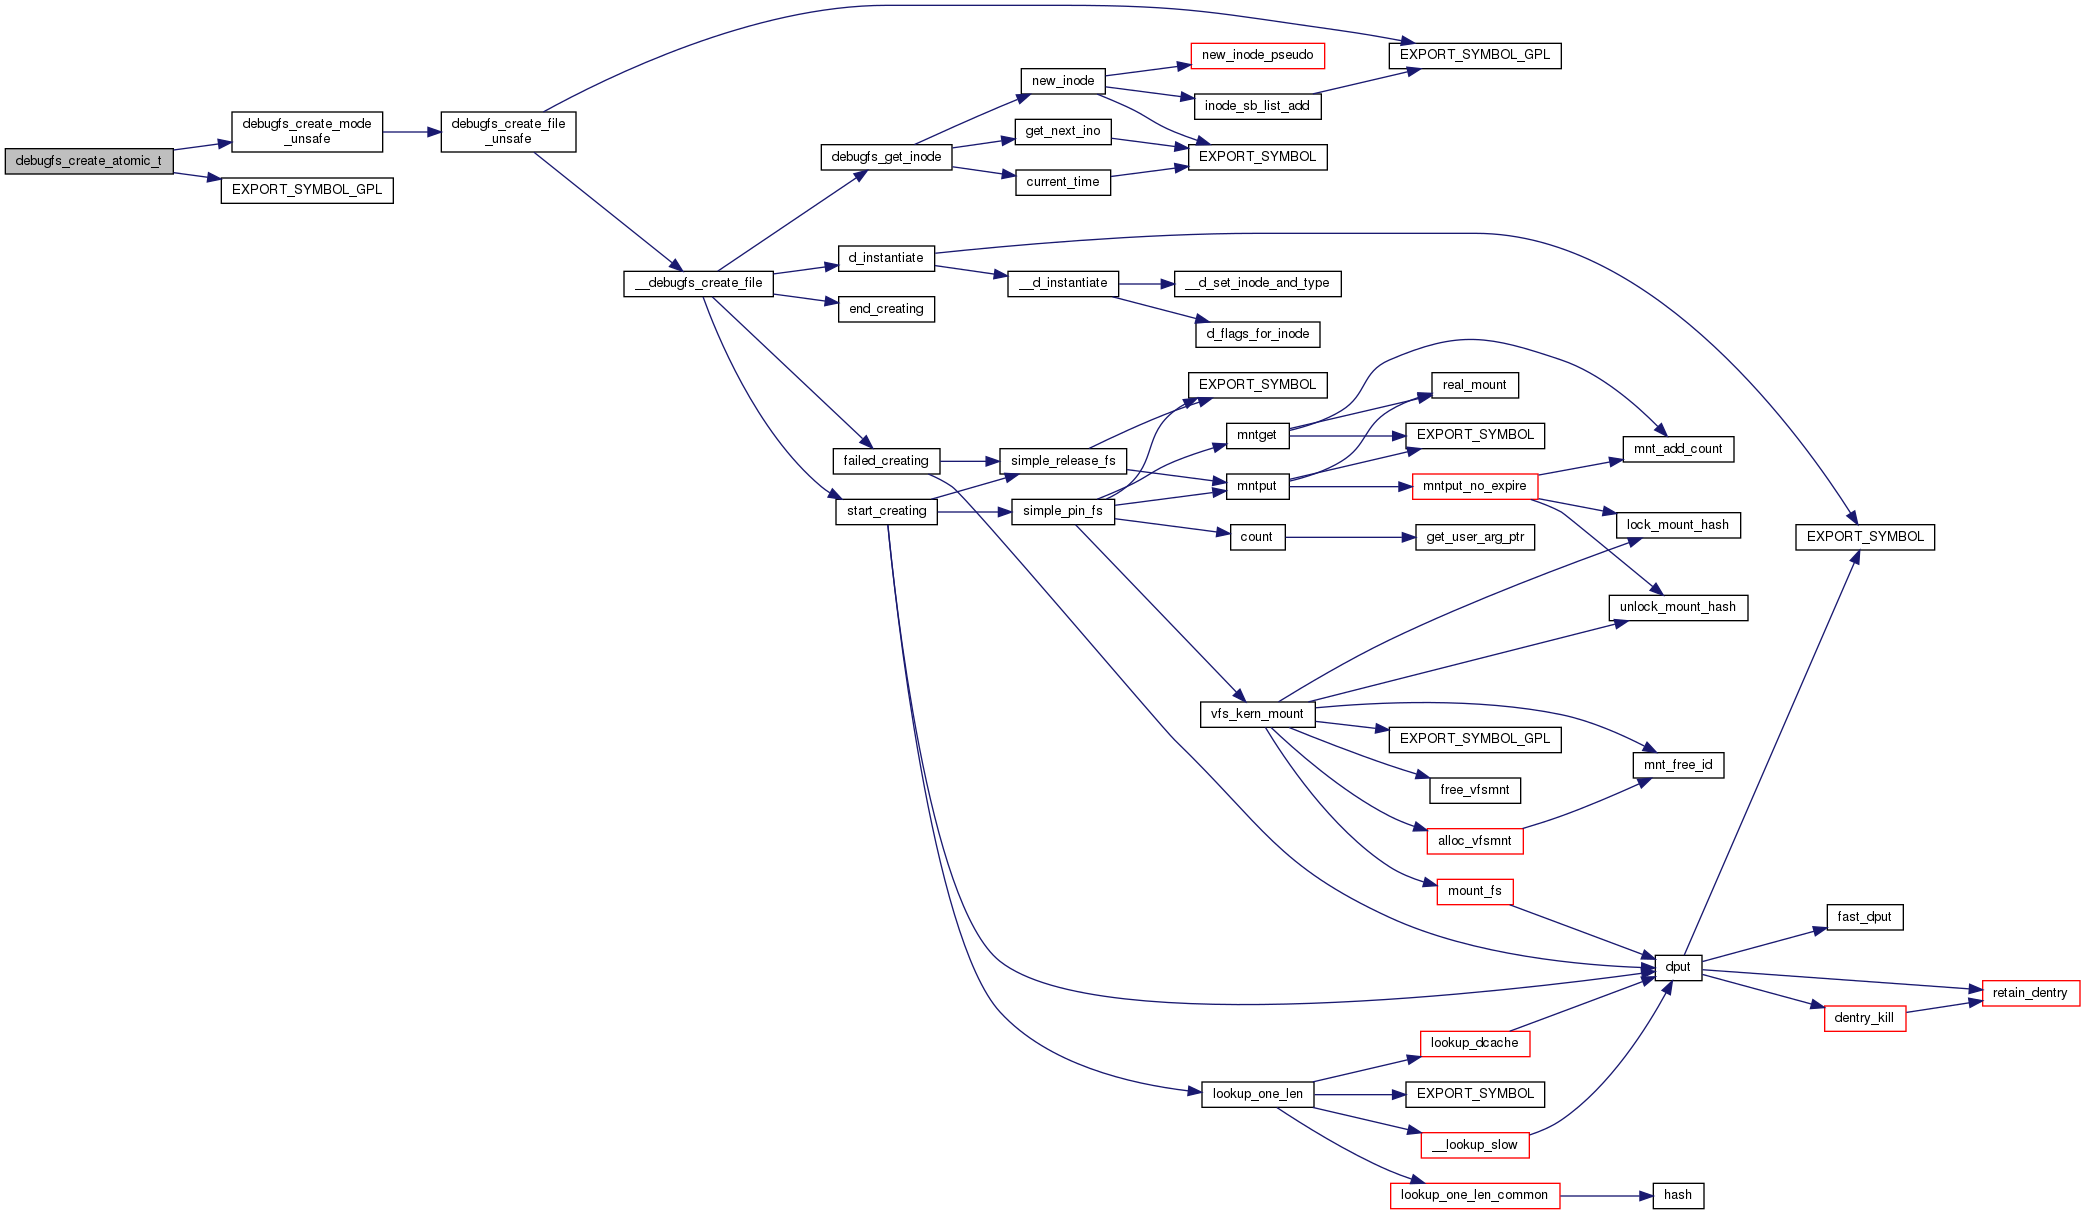 debugfs_create_atomic_t
debugfs_create_mode
_unsafe
EXPORT_SYMBOL_GPL
debugfs_create_file
_unsafe
__debugfs_create_file
debugfs_get_inode
d_instantiate
end_creating
failed_creating
start_creating
new_inode
get_next_ino
current_time
__d_instantiate
simple_release_fs
simple_pin_fs
new_inode_pseudo
inode_sb_list_add
EXPORT_SYMBOL
__d_set_inode_and_type
d_flags_for_inode
EXPORT_SYMBOL
mntget
mntput
count
vfs_kern_mount
lookup_one_len
EXPORT_SYMBOL_GPL
real_mount
EXPORT_SYMBOL
mntput_no_expire
get_user_arg_ptr
EXPORT_SYMBOL_GPL
free_vfsmnt
alloc_vfsmnt
mount_fs
lookup_dcache
EXPORT_SYMBOL
__lookup_slow
lookup_one_len_common
mnt_add_count
lock_mount_hash
unlock_mount_hash
mnt_free_id
dput
hash
EXPORT_SYMBOL
fast_dput
dentry_kill
retain_dentry